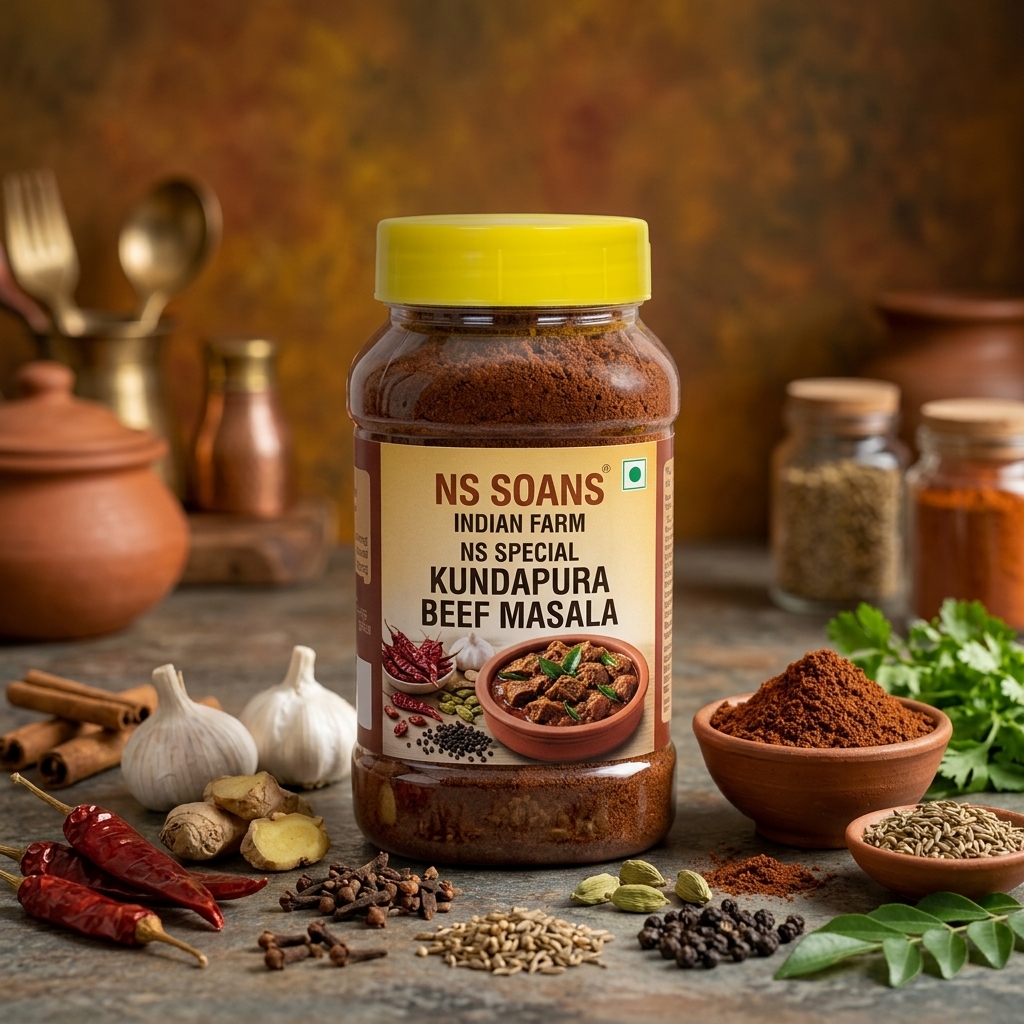 NS SOANS®
INDIAN FARM
NS SPECIAL
KUNDAPURA
BEEF MASALA